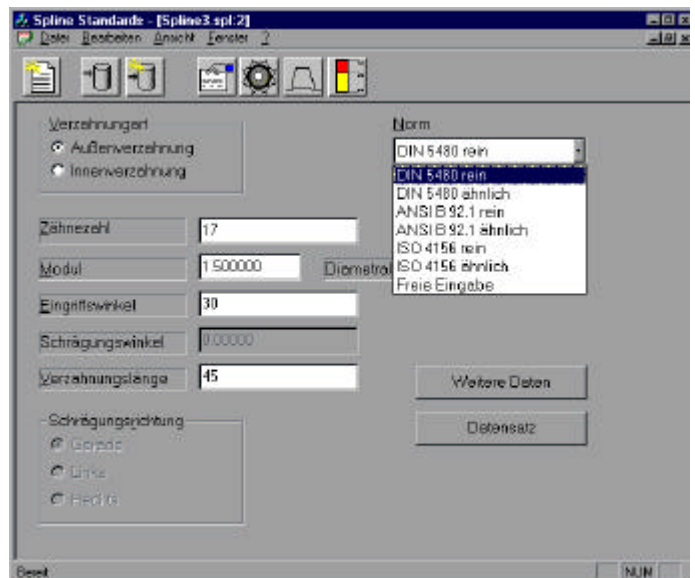 Spline Standards - [Spline3.spl:2]
Datei Bearbeiten Ansicht Fenster ?
Verzahnungart
Außenverzahnung
Innenverzahnung
Norm
DIN 5480 rein
DIN 5480 rein
DIN 5480 ähnlich
ANSI B 92.1 rein
ANSI B 92.1 ähnlich
ISO 4156 rein
ISO 4156 ähnlich
Freie Eingabe
Zähnezahl 17
Modul 1.500000 Diametral
Eingriffswinkel 30
Schrägungswinkel 0.00000
Verzahnungslänge 45
Weitere Daten
Datensatz
Schrägungsrichtung
Gerade
Links
Rechts
Bereit NUM